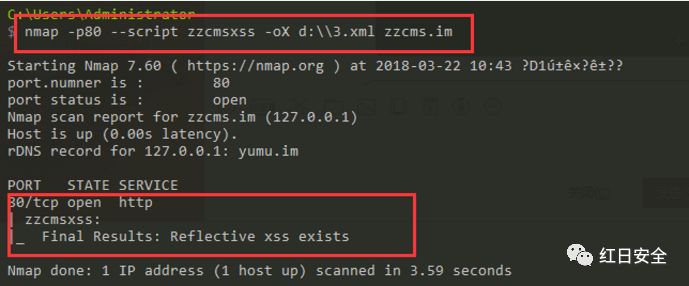 C:\Users\Administrator
$ nmap -p80 --script zzcmsxss -oX d:\\3.xml zzcms.im
Starting Nmap 7.60 ( https://nmap.org ) at 2018-03-22 10:43 ?D1ú±ê×?ê±??
port.numner is :        80
port status is :        open
Nmap scan report for zzcms.im (127.0.0.1)
Host is up (0.00s latency).
rDNS record for 127.0.0.1: yumu.im
PORT   STATE SERVICE
80/tcp open  http
| zzcmsxss:
|_  Final Results: Reflective xss exists
红日安全
Nmap done: 1 IP address (1 host up) scanned in 3.59 seconds